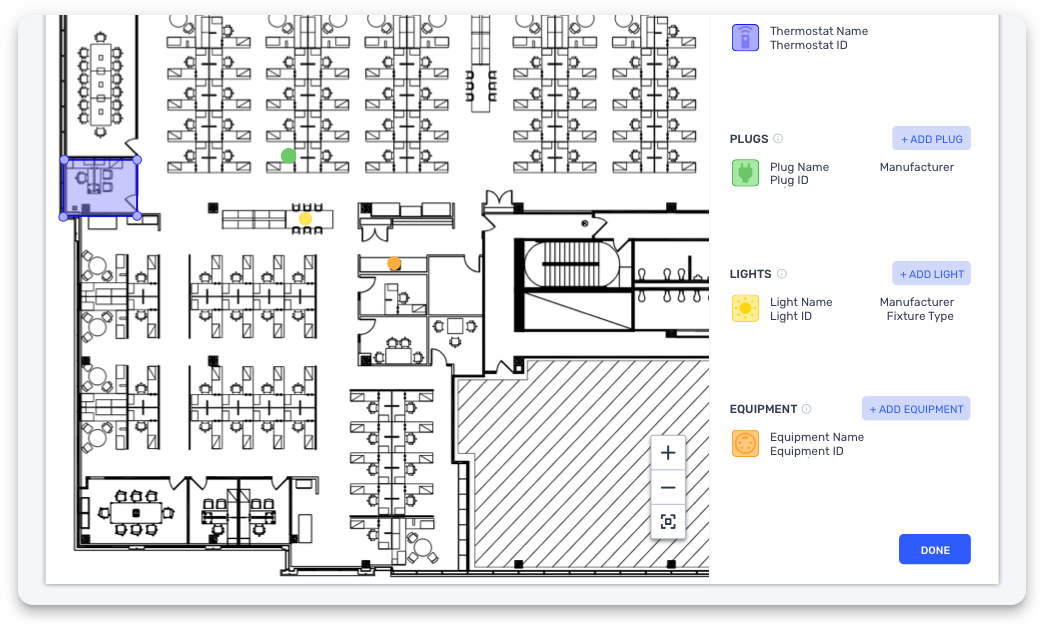 Thermostat Name
Thermostat ID
PLUGS
+ ADD PLUG
Plug Name
Manufacturer
Plug ID
LIGHTS
+ ADD LIGHT
Light Name
Manufacturer
Light ID
Fixture Type
EQUIPMENT
+ ADD EQUIPMENT
Equipment Name
Equipment ID
DONE